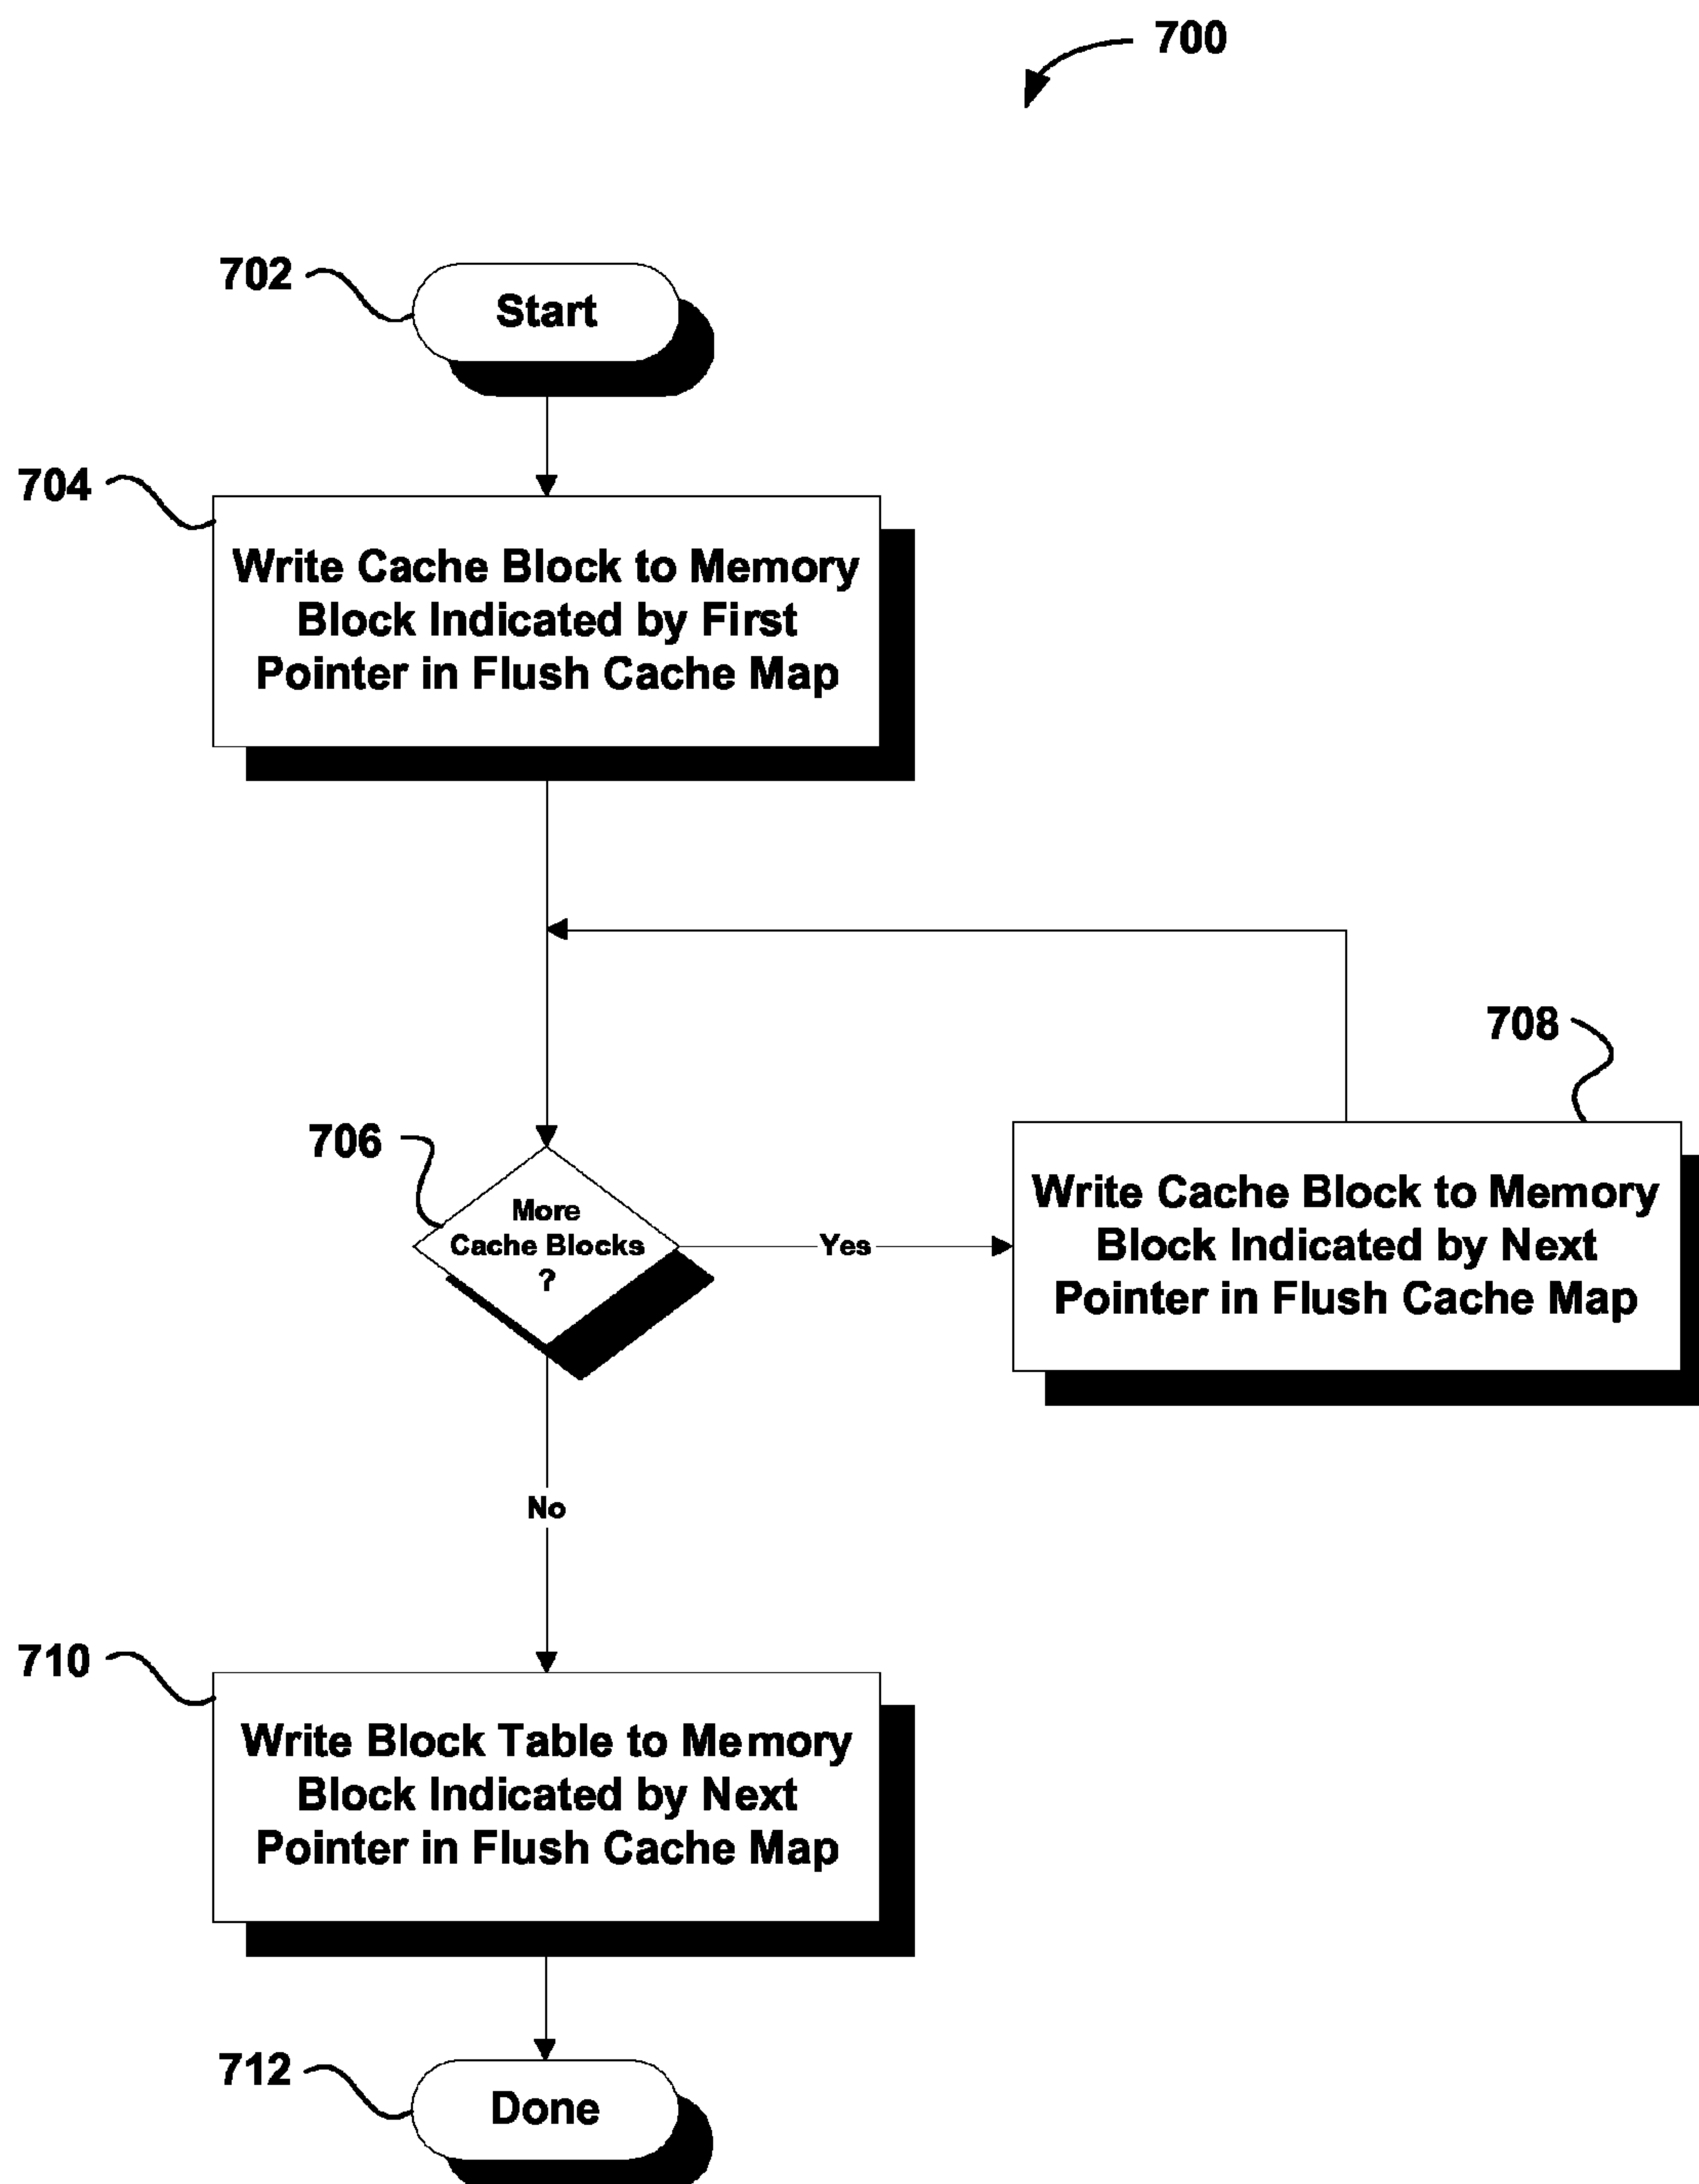 700
702
Start
704
Write Cache Block to Memory
Block Indicated by First
Pointer in Flush Cache Map
708
706
More
Cache Blocks
?
Yes
Write Cache Block to Memory
Block Indicated by Next
Pointer in Flush Cache Map
No
710
Write Block Table to Memory
Block Indicated by Next
Pointer in Flush Cache Map
712
Done